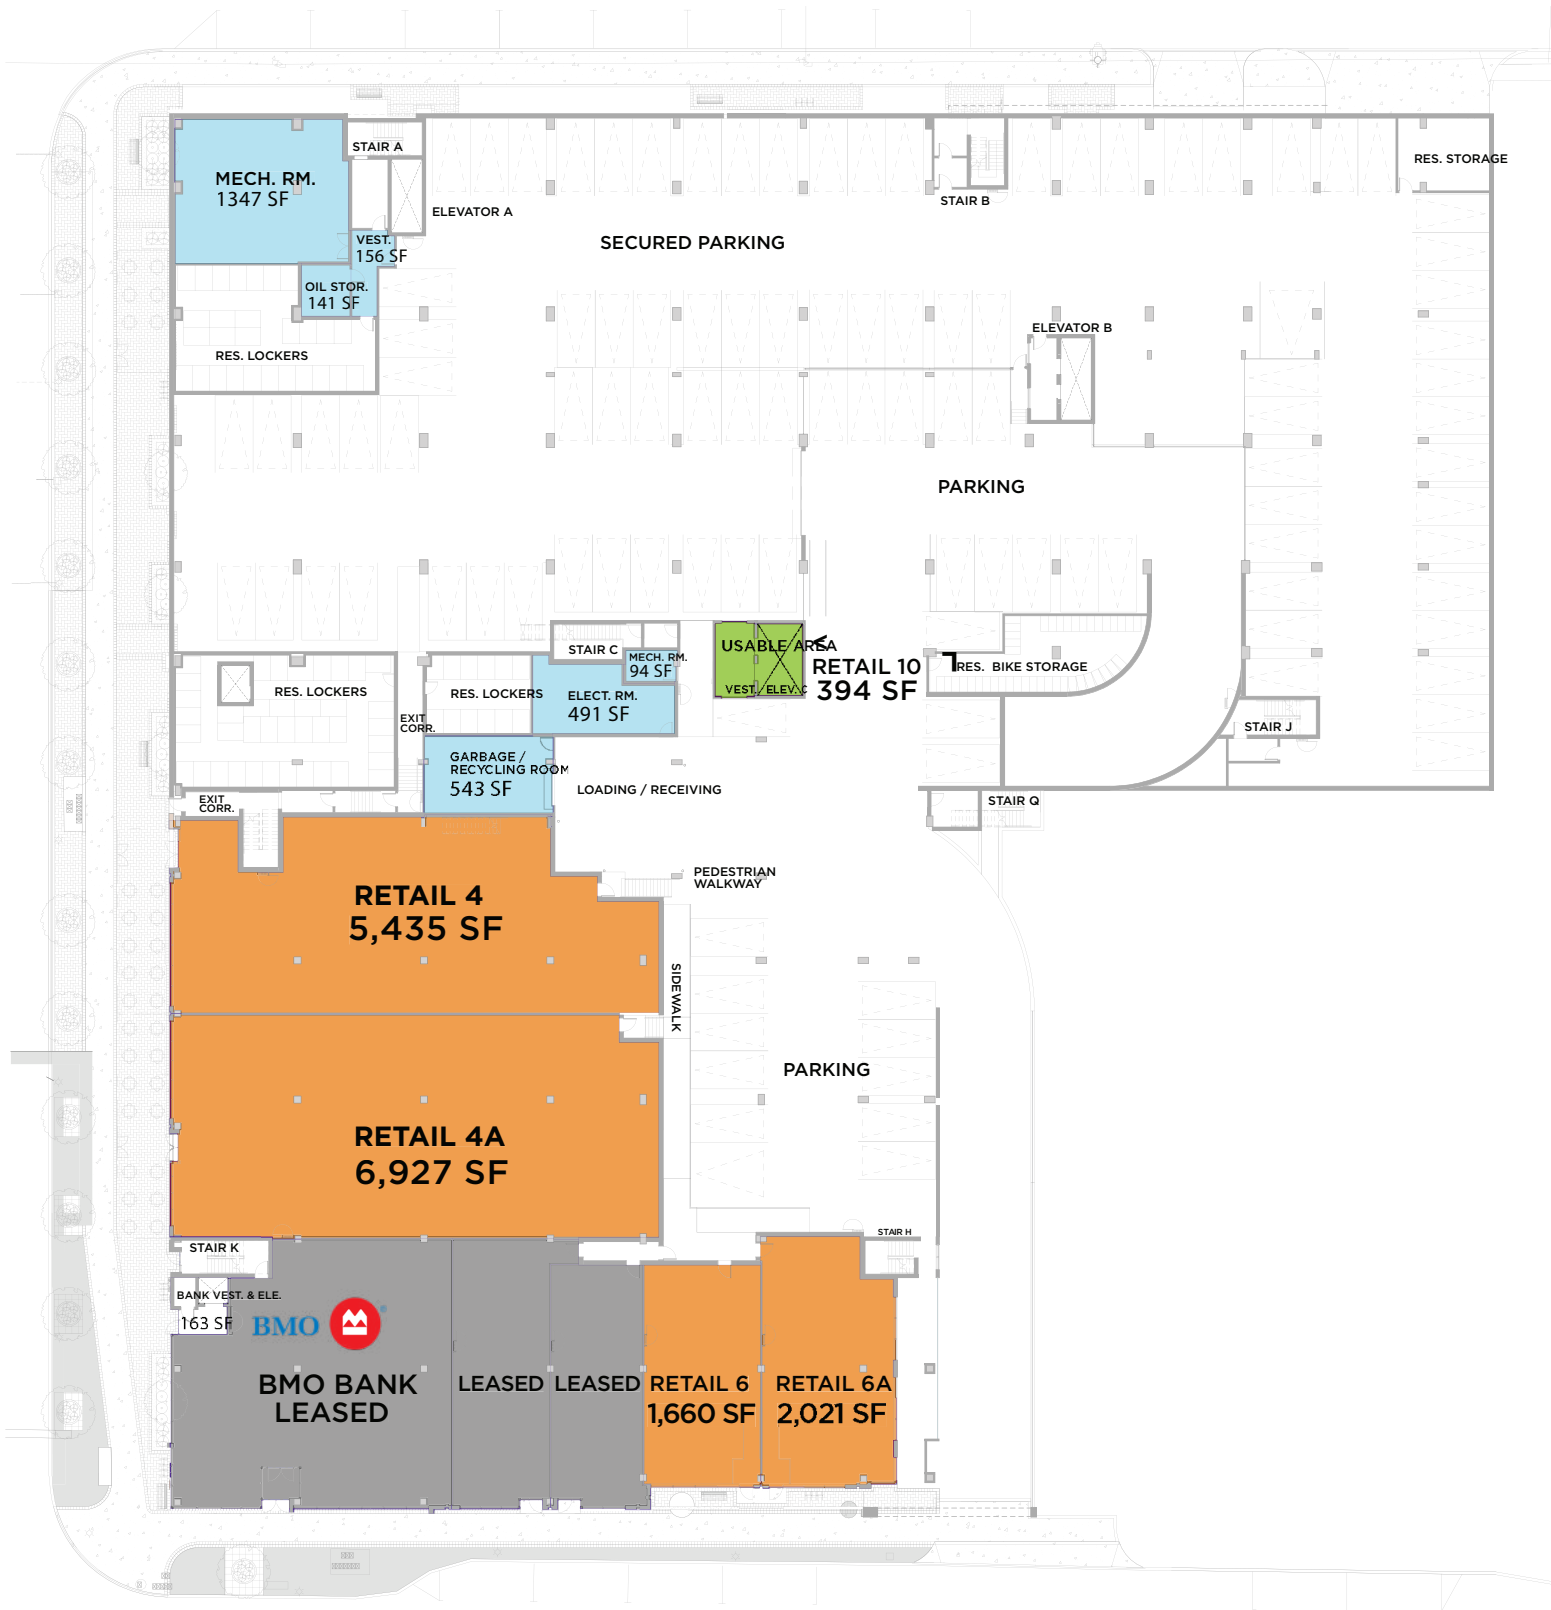 STAIR A
RES. STORAGE
MECH. RM.
1347 SF
STAIR B
ELEVATOR A
VEST.
156 SF
SECURED PARKING
OIL STOR.
141 SF
ELEVATOR B
RES. LOCKERS
PARKING
STAIR C
USABLE AREA
MECH. RM.
94 SF
RETAIL 10
394 SF
RES. BIKE STORAGE
RES. LOCKERS
RES. LOCKERS
ELECT. RM.
491 SF
VEST.
ELEV. C
EXIT
CORR.
STAIR J
GARBAGE /
RECYCLING ROOM
543 SF
LOADING / RECEIVING
EXIT
CORR.
STAIR Q
PEDESTRIAN
WALKWAY
RETAIL 4
5,435 SF
SIDEWALK
PARKING
RETAIL 4A
6,927 SF
STAIR H
STAIR K
BANK VEST. & ELE.
163 SF
BMO
BMO BANK
LEASED
LEASED
LEASED
RETAIL 6
1,660 SF
RETAIL 6A
2,021 SF